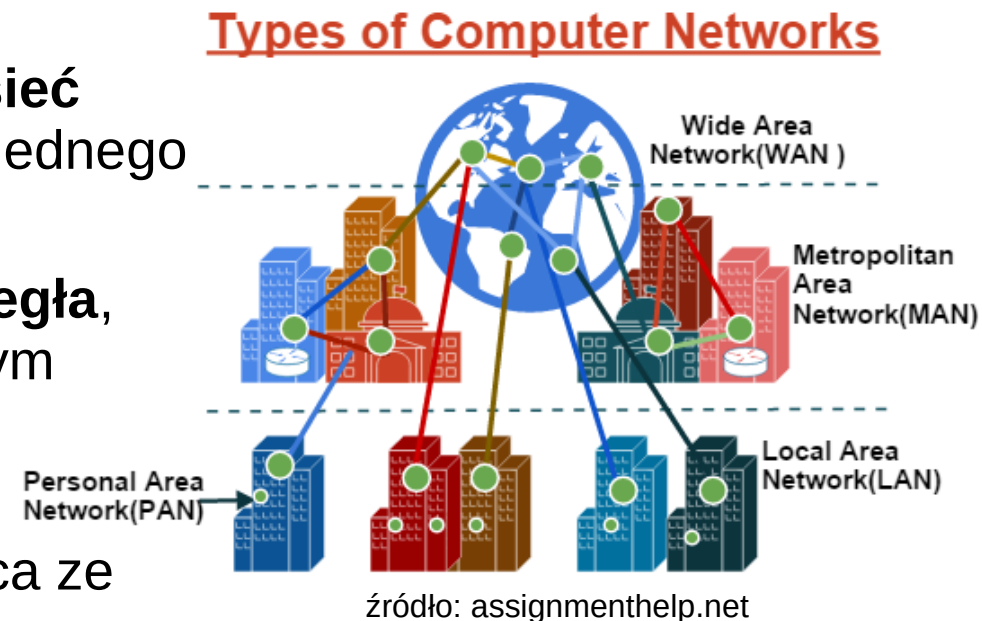 Types of Computer Networks
sieć
ednego
egła,
ym
ca ze
Wide Area
Network(WAN )
Metropolitan
Area
Network(MAN)
Local Area
Network(LAN)
Personal Area
Network(PAN)
źródło: assignmenthelp.net